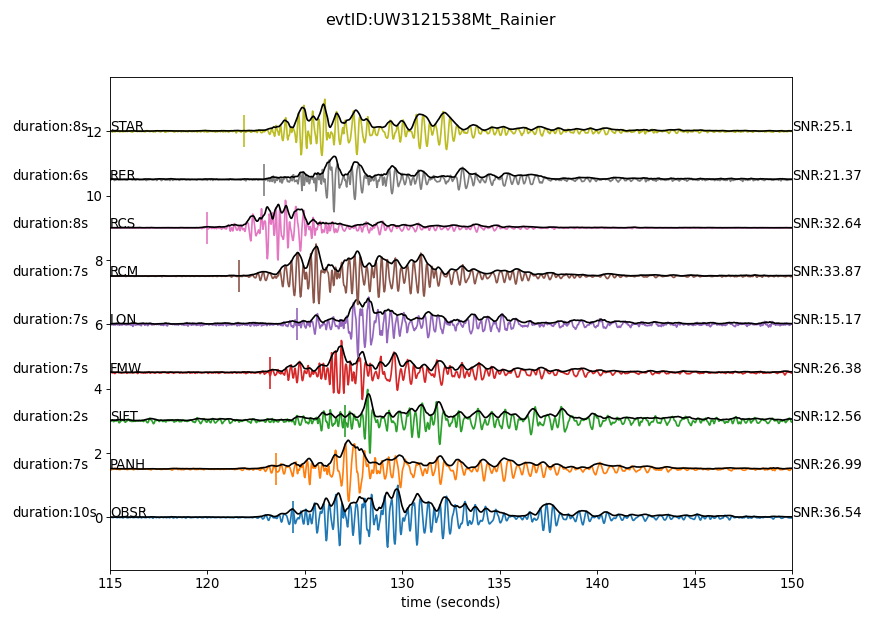 evtID:UW3121538Mt_Rainier
duration:8s 12 STAR SNR:25.1
duration:6s RER SNR:21.37
10
duration:8s RCS SNR:32.64
8
duration:7s RCM SNR:33.87
duration:7s LON SNR:15.17
6
duration:7s FMW SNR:26.38
4
duration:2s SIFT SNR:12.56
2
duration:7s PANH SNR:26.99
duration:10s 0 OBSR SNR:36.54
115 120 125 130 135 140 145 150
time (seconds)